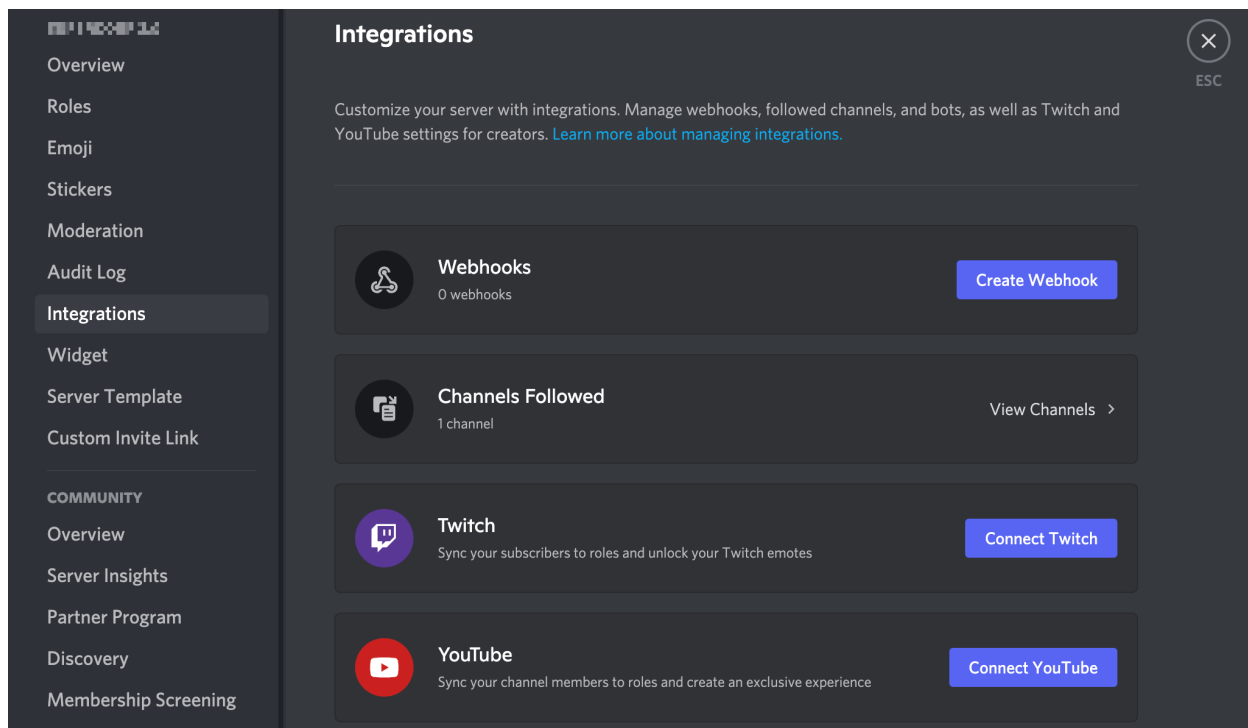 Overview
Roles
Emoji
Stickers
Moderation
Audit Log
Integrations
Widget
Server Template
Custom Invite Link
COMMUNITY
Overview
Server Insights
Partner Program
Discovery
Membership Screening
Integrations
ESC
Customize your server with integrations. Manage webhooks, followed channels, and bots, as well as Twitch and
YouTube settings for creators. Learn more about managing integrations.
Webhooks
0 webhooks
Create Webhook
Channels Followed
1 channel
View Channels
Twitch
Sync your subscribers to roles and unlock your Twitch emotes
Connect Twitch
YouTube
Sync your channel members to roles and create an exclusive experience
Connect YouTube